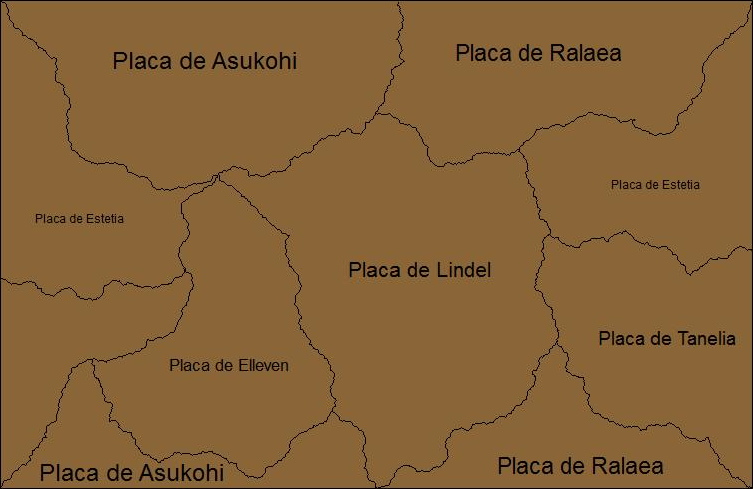 Placa de Asukohi
Placa de Ralaea
Placa de Estetia
Placa de Estetia
Placa de Lindel
Placa de Tanelia
Placa de Elleven
Placa de Asukohi
Placa de Ralaea